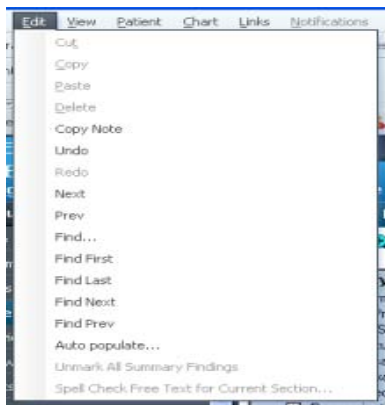 Edit View Patient Chart Links Notifications
Cut
Copy
Paste
Delete
Copy Note
Undo
Redo
Next
Prev
Find...
Find First
Find Last
Find Next
Find Prev
Auto populate...
Unmark All Summary Findings
Spell Check Free Text for Current Section...